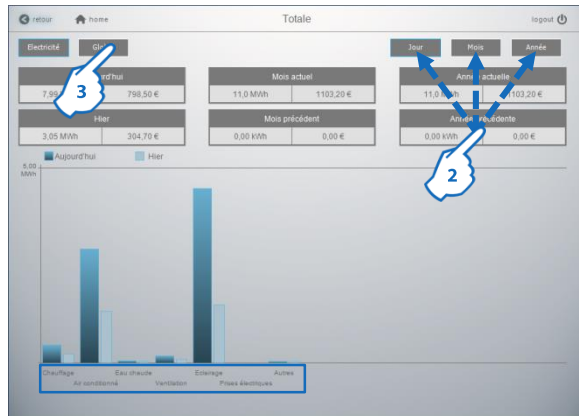 retour home Totale logout
Electricité Jour Mois Année
3
Mois actuel Année actuelle
798,50 € 11,0 MWh 1103,20 € 11,0 1103,20 €
Hier Mois précédent
3,05 MWh 304,70 € 0,00 kWh 0,00 € 0,00 kWh 0,00 €
2
Aujourd'hui Hier
6,00
MWh
Chauffage Eau chaude Eclairage Autres
Air conditionné Ventilation Prises électriques